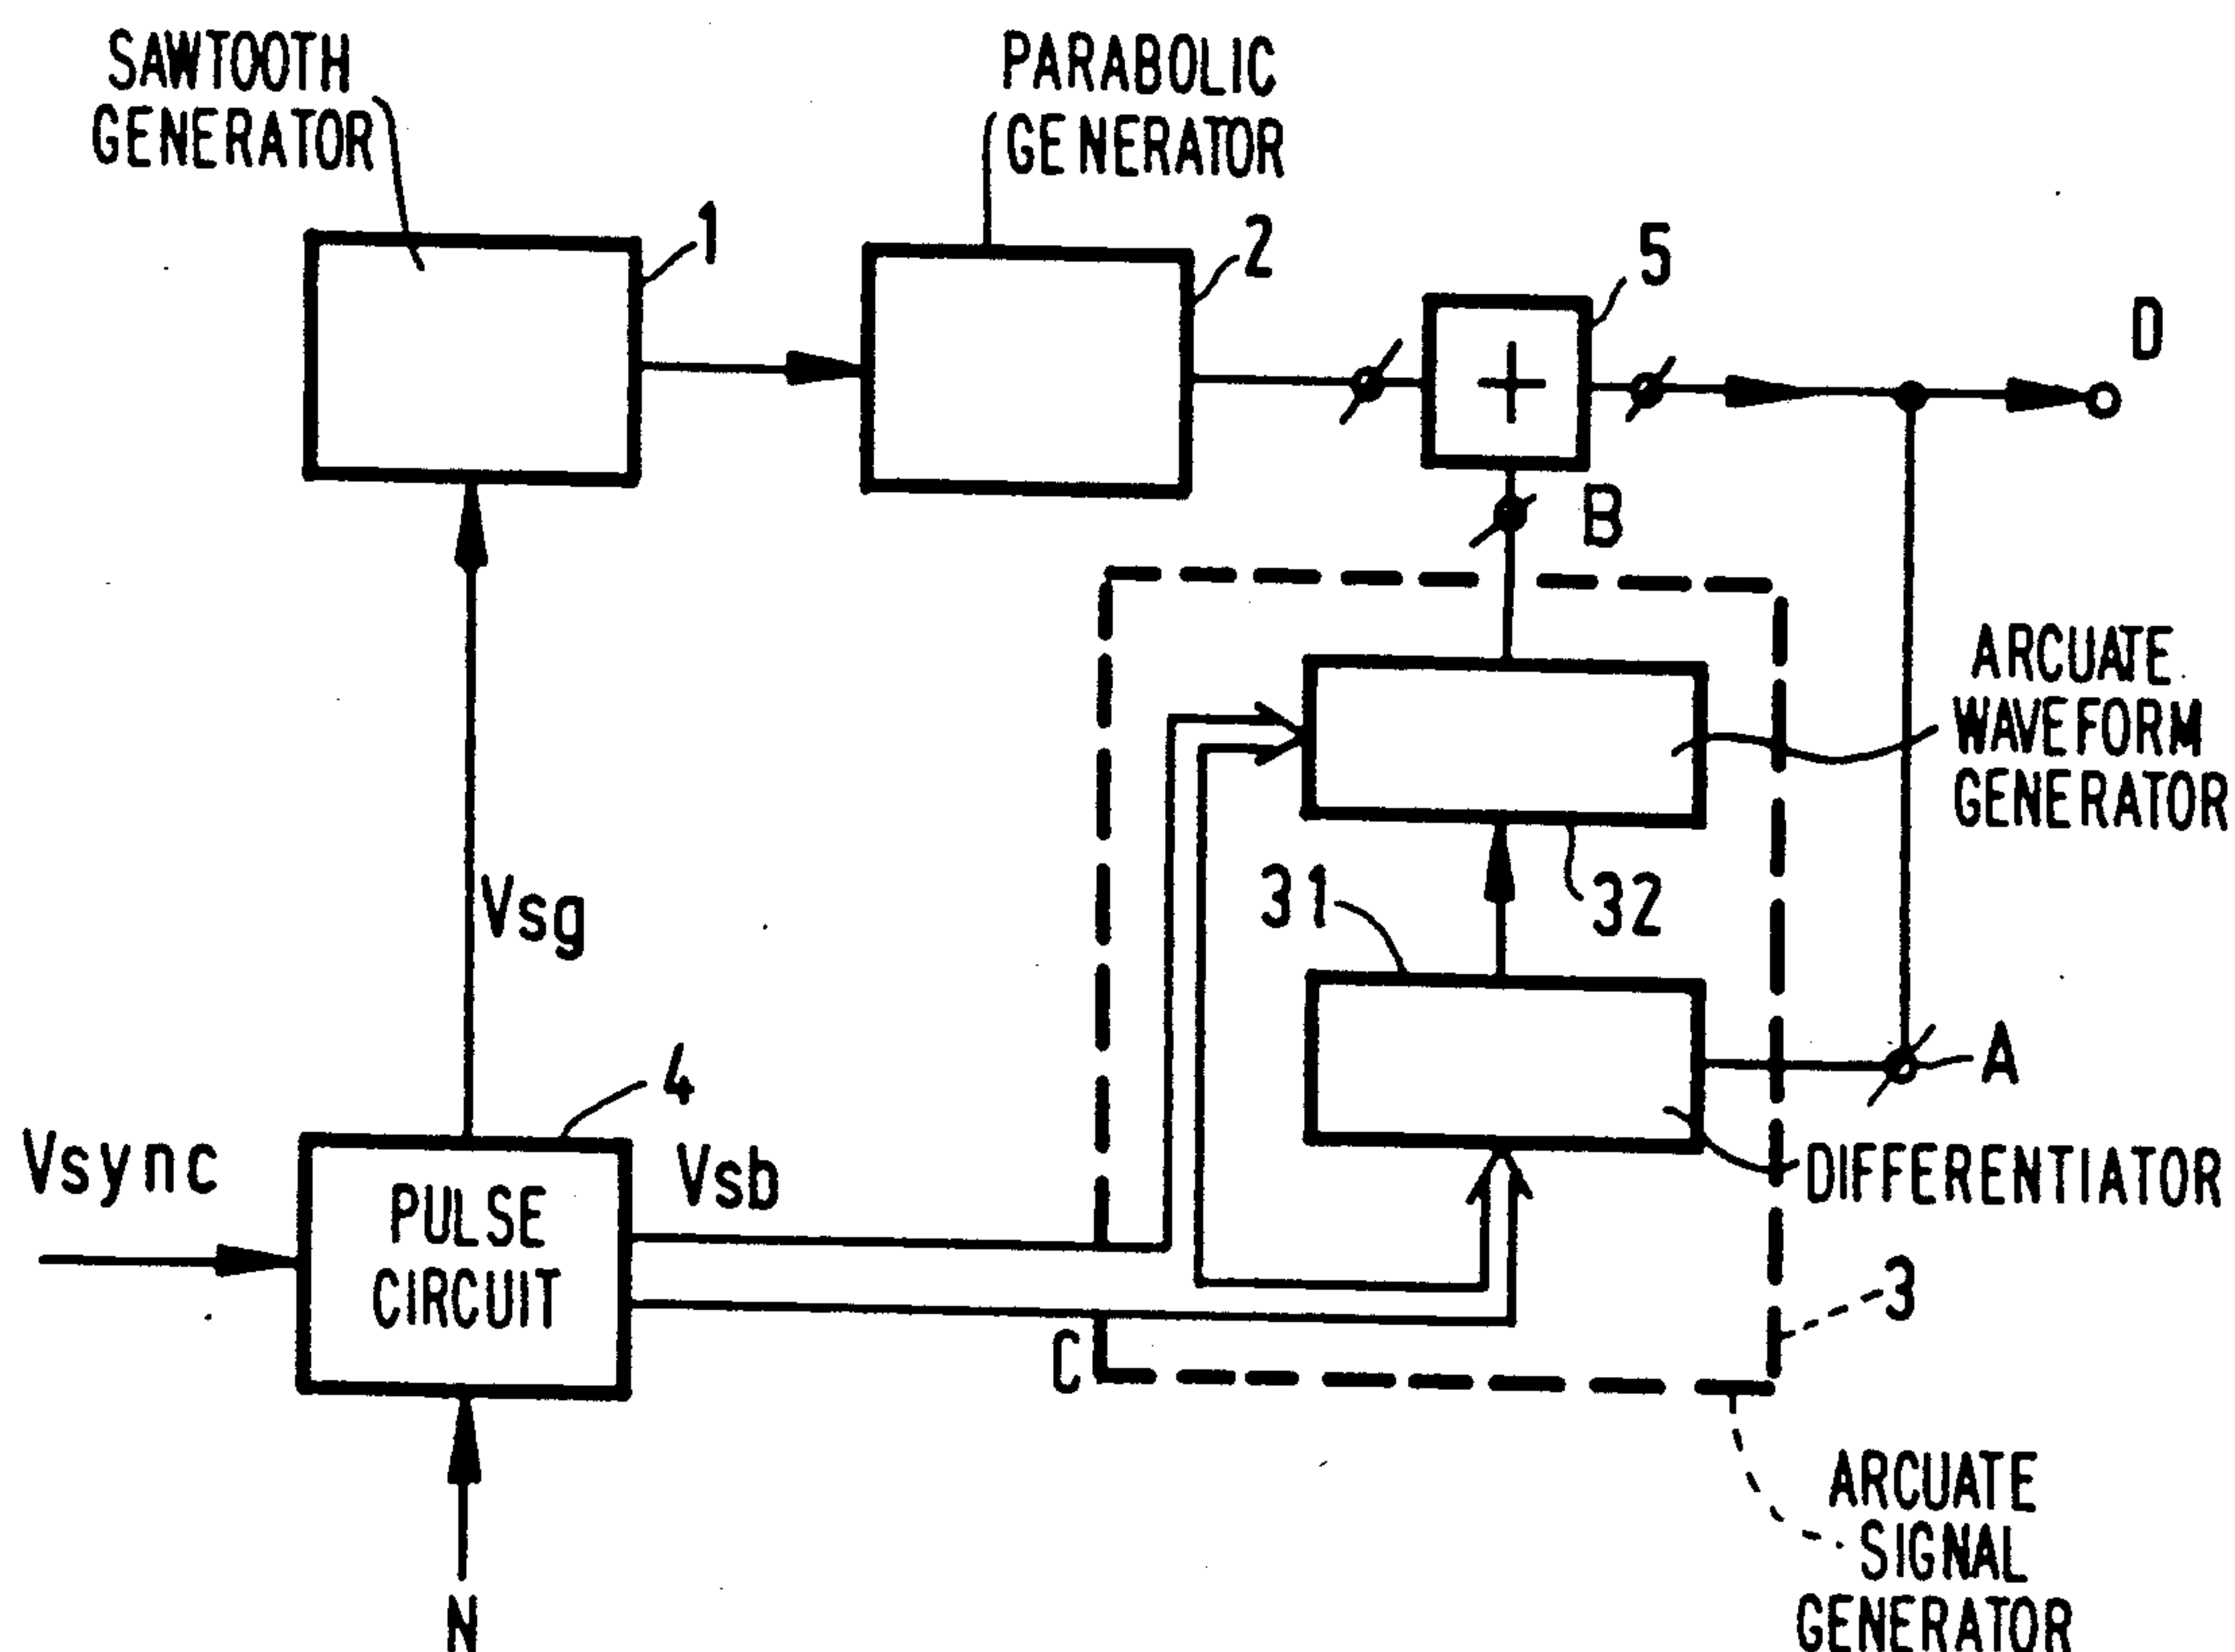 SAWTOOTH
GENERATOR
PARABOLIC
GENERATOR
1
2
5
D
B
ARCUATE
WAVEFORM
GENERATOR
31
32
Vsg
A
4
Vsync
Vsb
PULSE
CIRCUIT
DIFFERENTIATOR
3
C
ARCUATE
SIGNAL
GENERATOR
N
+